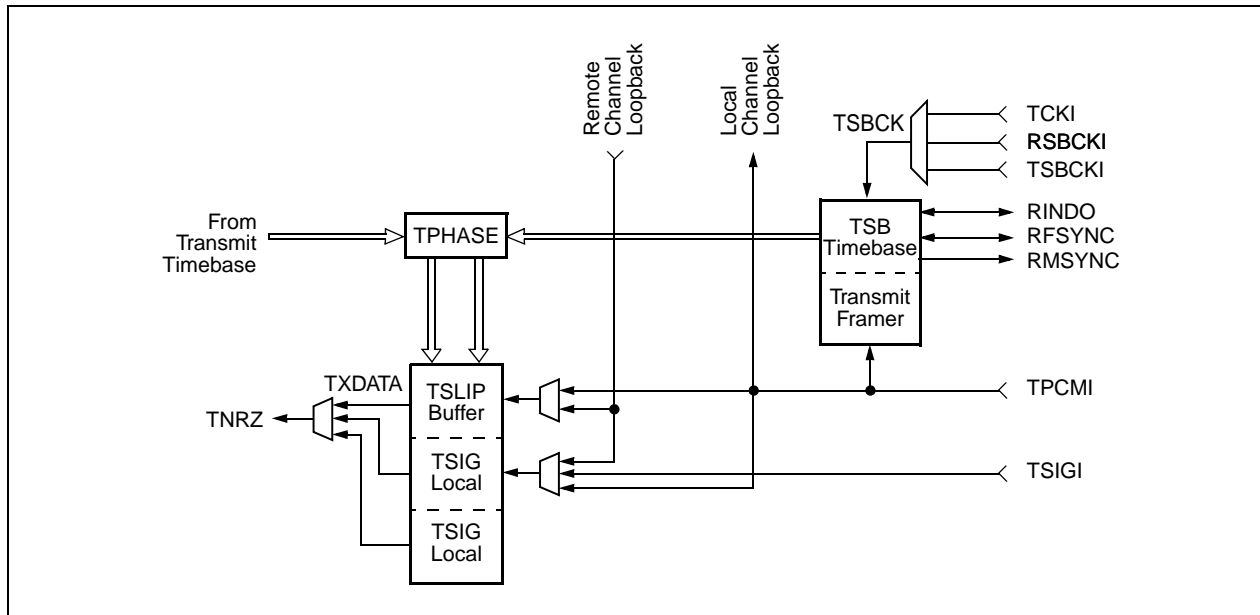 Remote
Channel
Loopback
Local
Channel
Loopback
TSBCK
TCKI
RSBCKI
TSBCKI
From
Transmit
Timebase
TPHASE
TSB
Timebase
RINDO
RFSYNC
RMSYNC
Transmit
Framer
TXDATA
TSLIP
Buffer
TPCMI
TNRZ
TSIG
Local
TSIGI
TSIG
Local